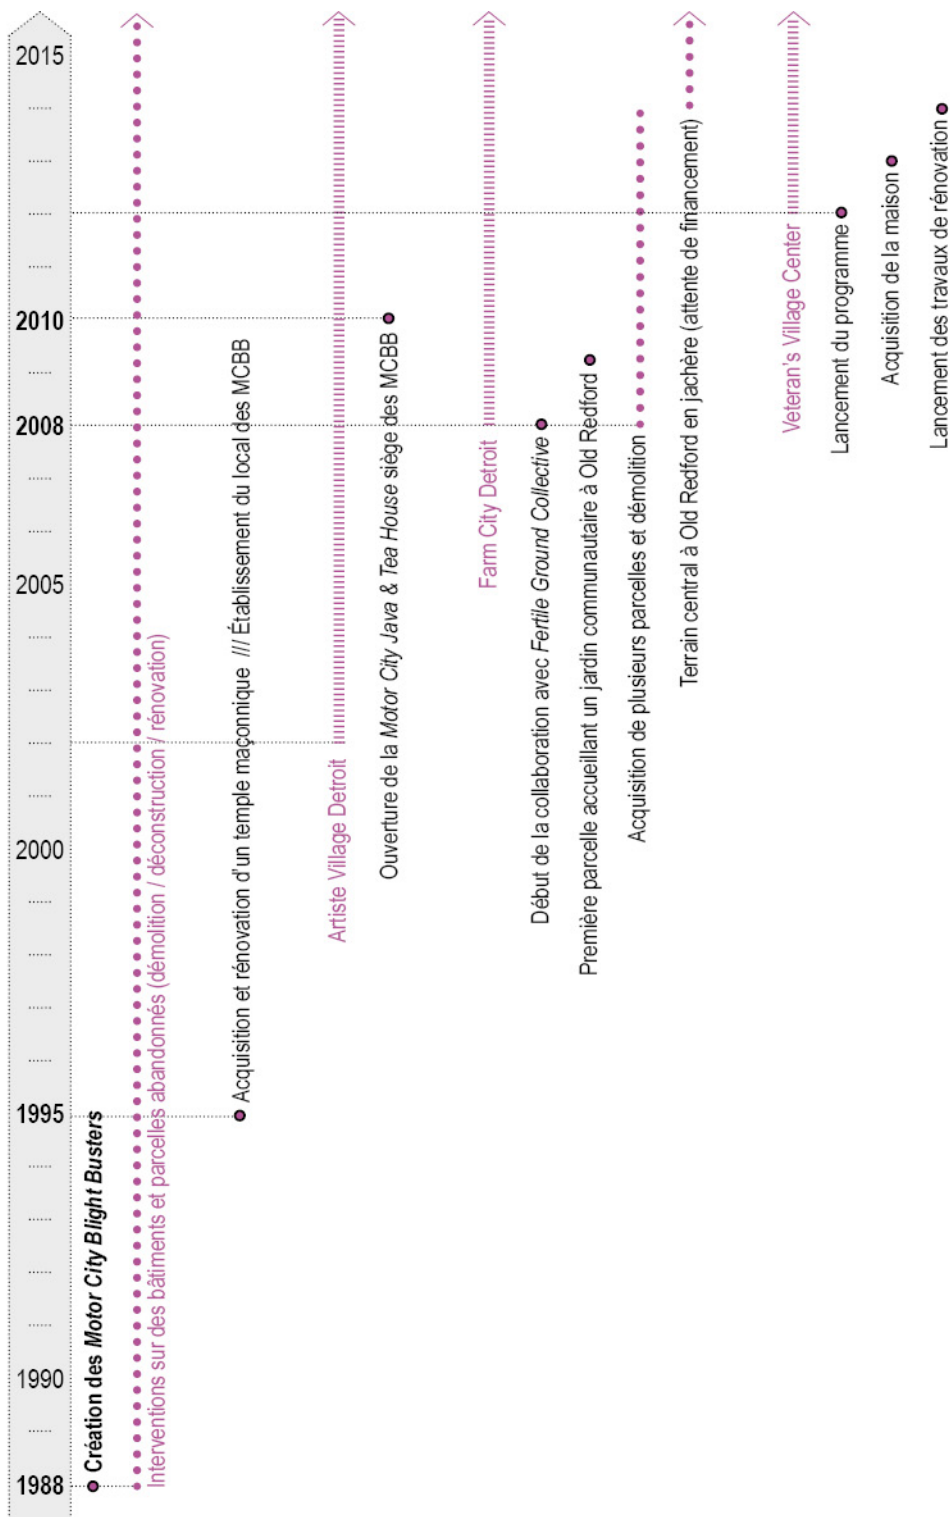 2015
2010
2008
2005
2000
1995
1990
1988
Création des Motor City Blight Busters
Interventions sur des bâtiments et parcelles abandonnés (démolition / déconstruction / rénovation)
Acquisition et rénovation d'un temple maçonnique /// Établissement du local des MCBB
Artiste Village Detroit
Ouverture de la Motor City Java & Tea House siège des MCBB
Farm City Detroit
Début de la collaboration avec Fertile Ground Collective
Première parcelle accueillant un jardin communautaire à Old Redford
Acquisition de plusieurs parcelles et démolition
Terrain central à Old Redford en jachère (attente de financement)
Veteran's Village Center
Lancement du programme
Acquisition de la maison
Lancement des travaux de rénovation